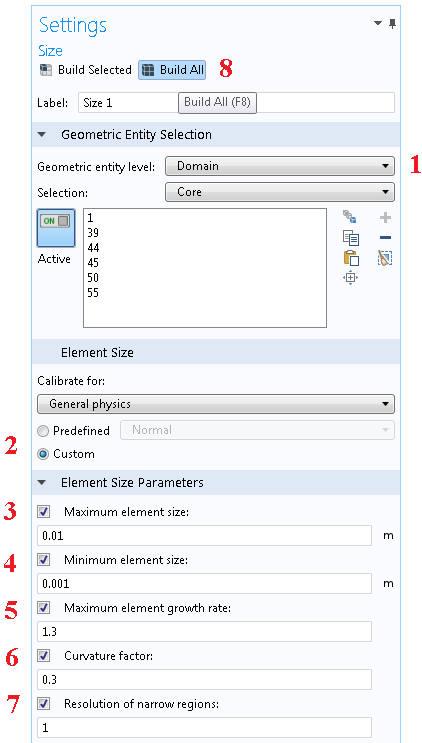 Settings
Size
Build Selected Build All 8
Label: Size 1 Build All (F8)
Geometric Entity Selection
Geometric entity level: Domain 1
Selection: Core
ON
Active
1
39
44
45
50
55
Element Size
Calibrate for:
General physics
Predefined Normal
2
Custom
Element Size Parameters
3 Maximum element size:
0.01 m
4 Minimum element size:
0.001 m
5 Maximum element growth rate:
1.3
6 Curvature factor:
0.3
7 Resolution of narrow regions:
1